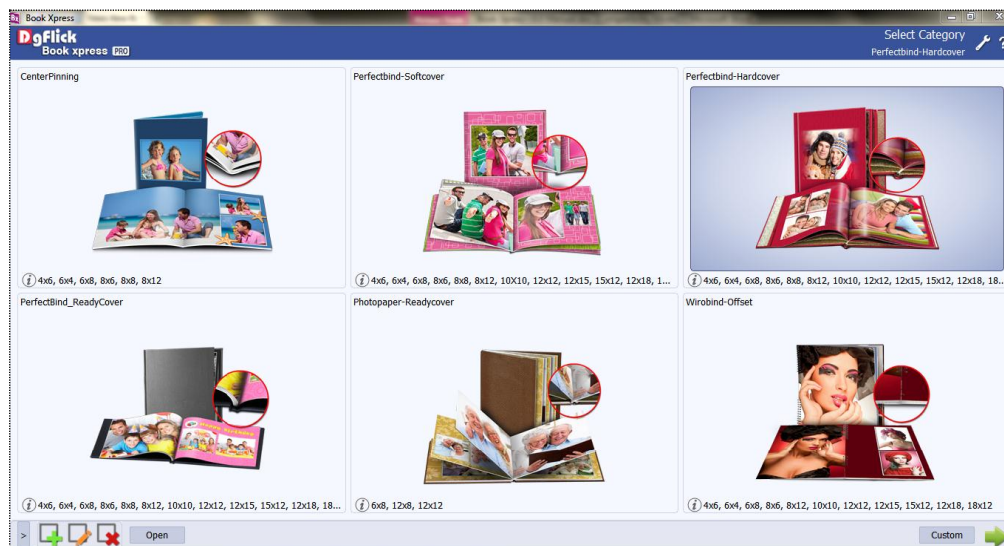 Book Xpress
DgFlick
Book xpress PRO
Select Category
Perfectbind-Hardcover
CenterPinning
Perfectbind-Softcover
Perfectbind-Hardcover
4x6, 6x4, 6x8, 8x6, 8x8, 8x12
4x6, 6x4, 6x8, 8x6, 8x8, 8x12, 10X10, 12x12, 12x15, 15x12, 12x18, 1...
4x6, 6x4, 6x8, 8x6, 8x8, 8x12, 10x10, 12x12, 12x15, 15x12, 12x18, 18...
PerfectBind_ReadyCover
Photopaper-Readycover
Wirobind-Offset
4x6, 6x4, 6x8, 8x6, 8x8, 8x12, 10x10, 12x12, 12x15, 15x12, 12x18, 18...
6x8, 12x8, 12x12
4x6, 6x4, 6x8, 8x6, 8x8, 8x12, 10x12, 12x12, 12x15, 15x12, 12x18, 18x12
> Open
Custom